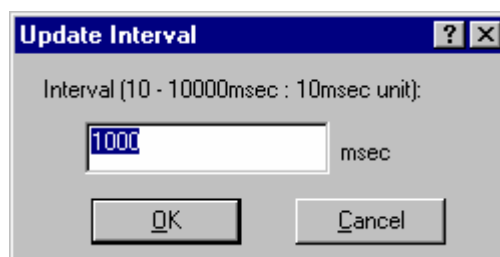 Update Interval ? X
Interval (10 - 10000msec : 10msec unit):
1000 msec
OK Cancel